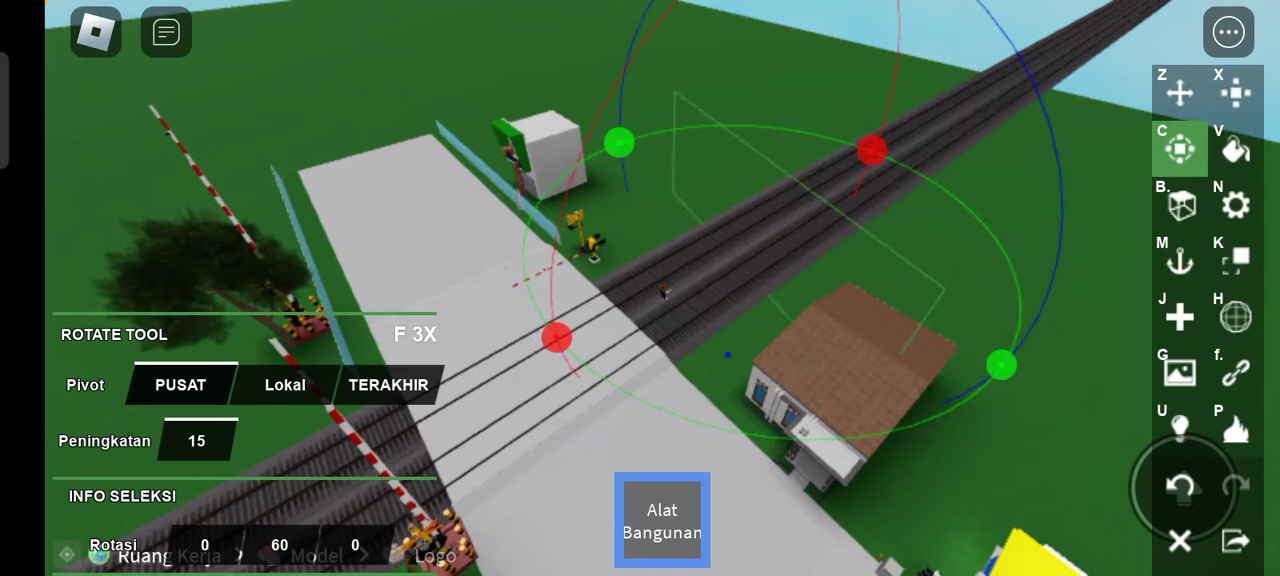 Z X
C V
B. N
M K
J H
G f.
U P
ROTATE TOOL F 3X
Pivot PUSAT Lokal TERAKHIR
Peningkatan 15
INFO SELEKSI
Rotasi 0 60 0
Ruang Kerja Model Logo
Alat
Bangunan